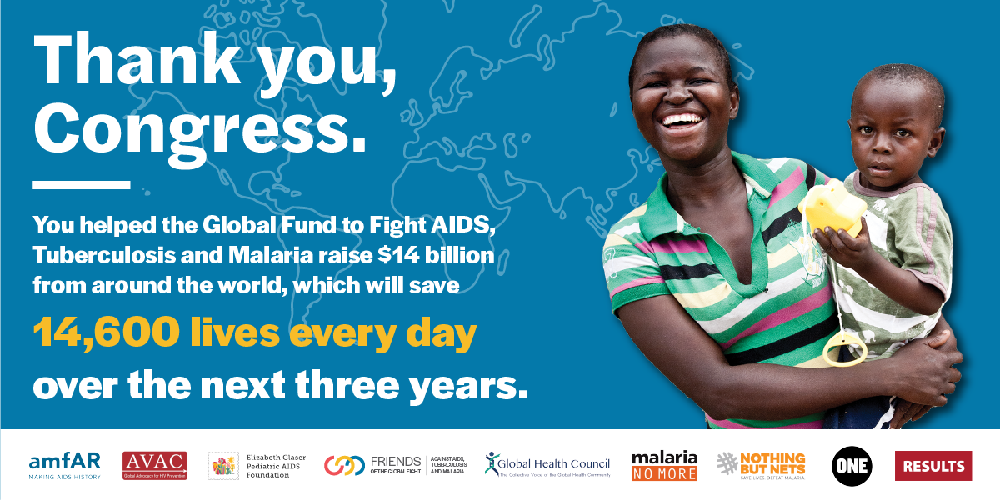 Thank you,
Congress.
You helped the Global Fund to Fight AIDS,
Tuberculosis and Malaria raise $14 billion
from around the world, which will save
14,600 lives every day
over the next three years.
amfAR
MAKING AIDS HISTORY
AVAC
Global Advocacy for HIV Prevention
Elizabeth Glaser
Pediatric AIDS
Foundation
FRIENDS
OF THE GLOBAL FIGHT
AGAINST AIDS,
TUBERCULOSIS
AND MALARIA
Global Health Council
The Collective Voice of the Global Health Community
malaria
NO MORE
NOTHING
BUT NETS
SAVE LIVES. DEFEAT MALARIA.
ONE
RESULTS